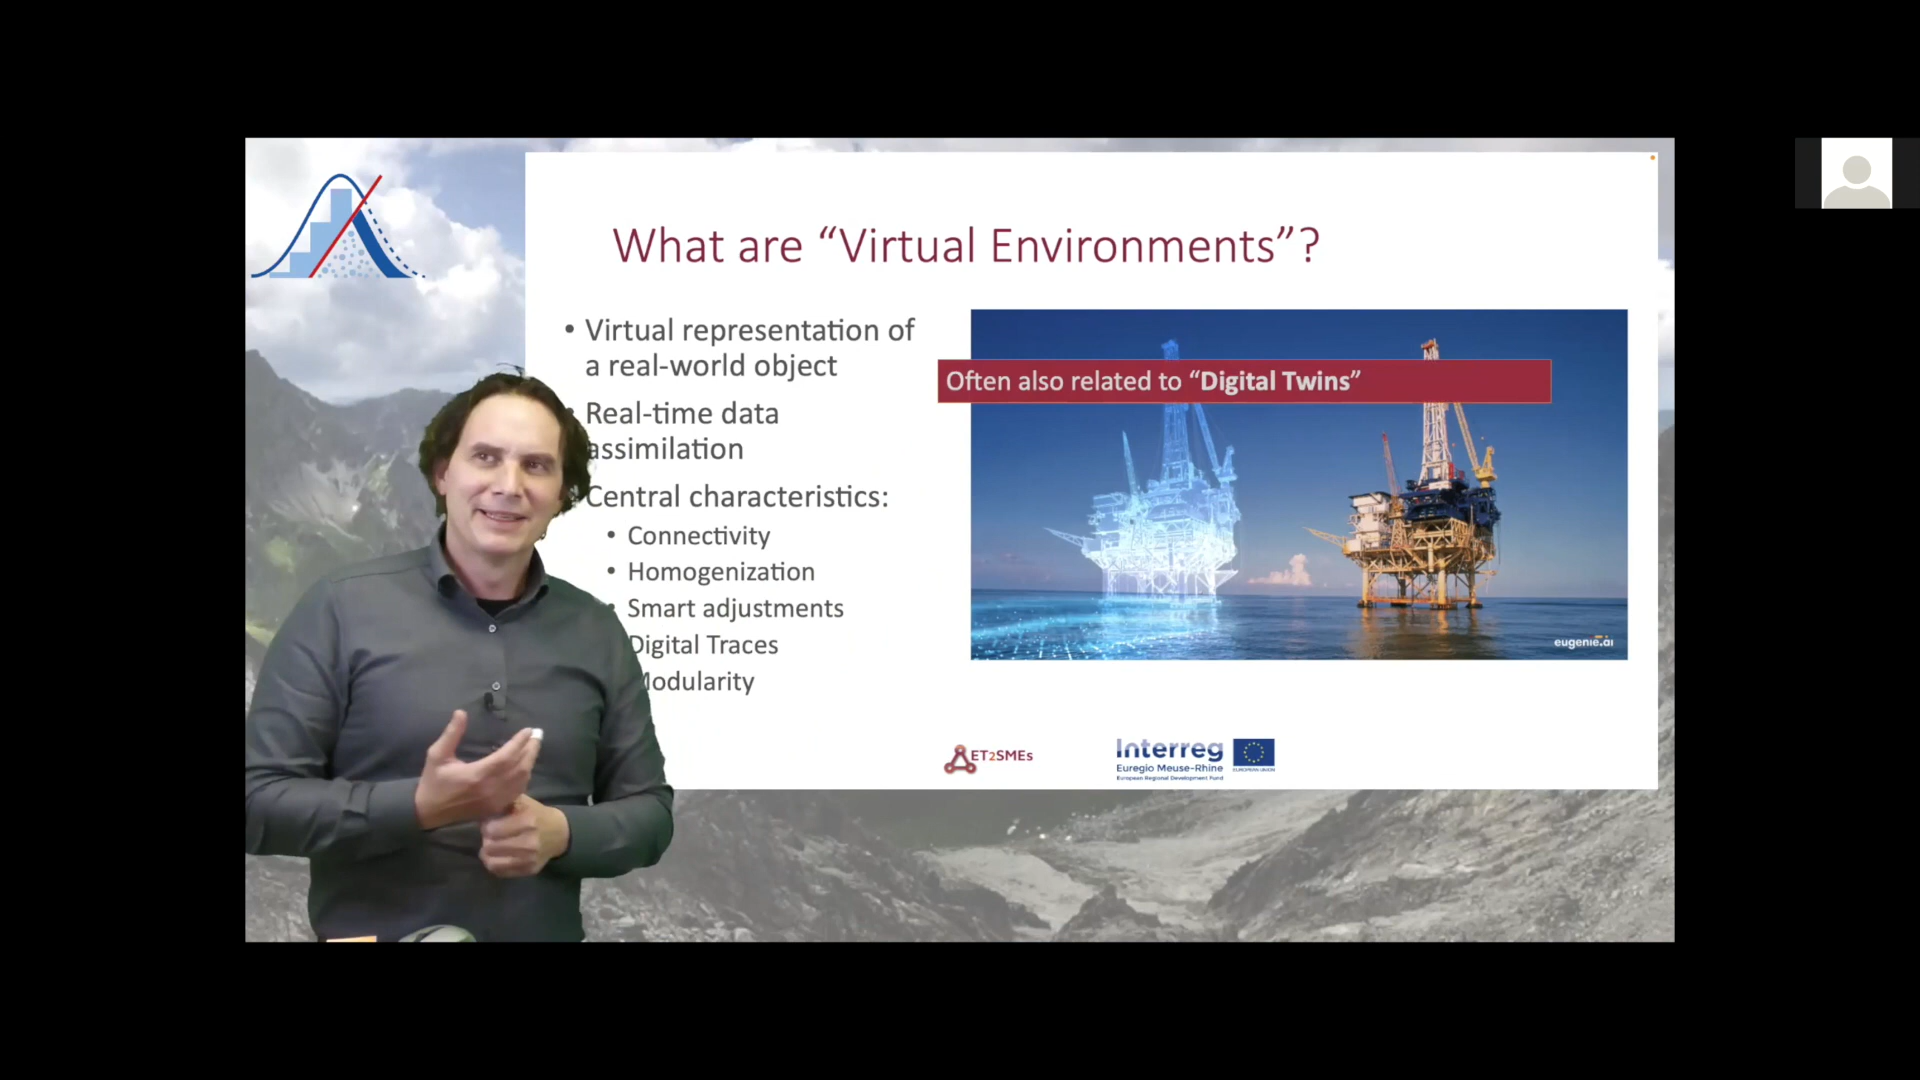 What are “Virtual Environments”?
• Virtual representation of
a real-world object
Real-time data
assimilation
Central characteristics:
• Connectivity
• Homogenization
• Smart adjustments
Digital Traces
Modularity
Often also related to “Digital Twins”
eugenie.ai
ET2SMEs
Interreg
Euregio Meuse-Rhine
European Regional Development Fund
EUROPEAN UNION